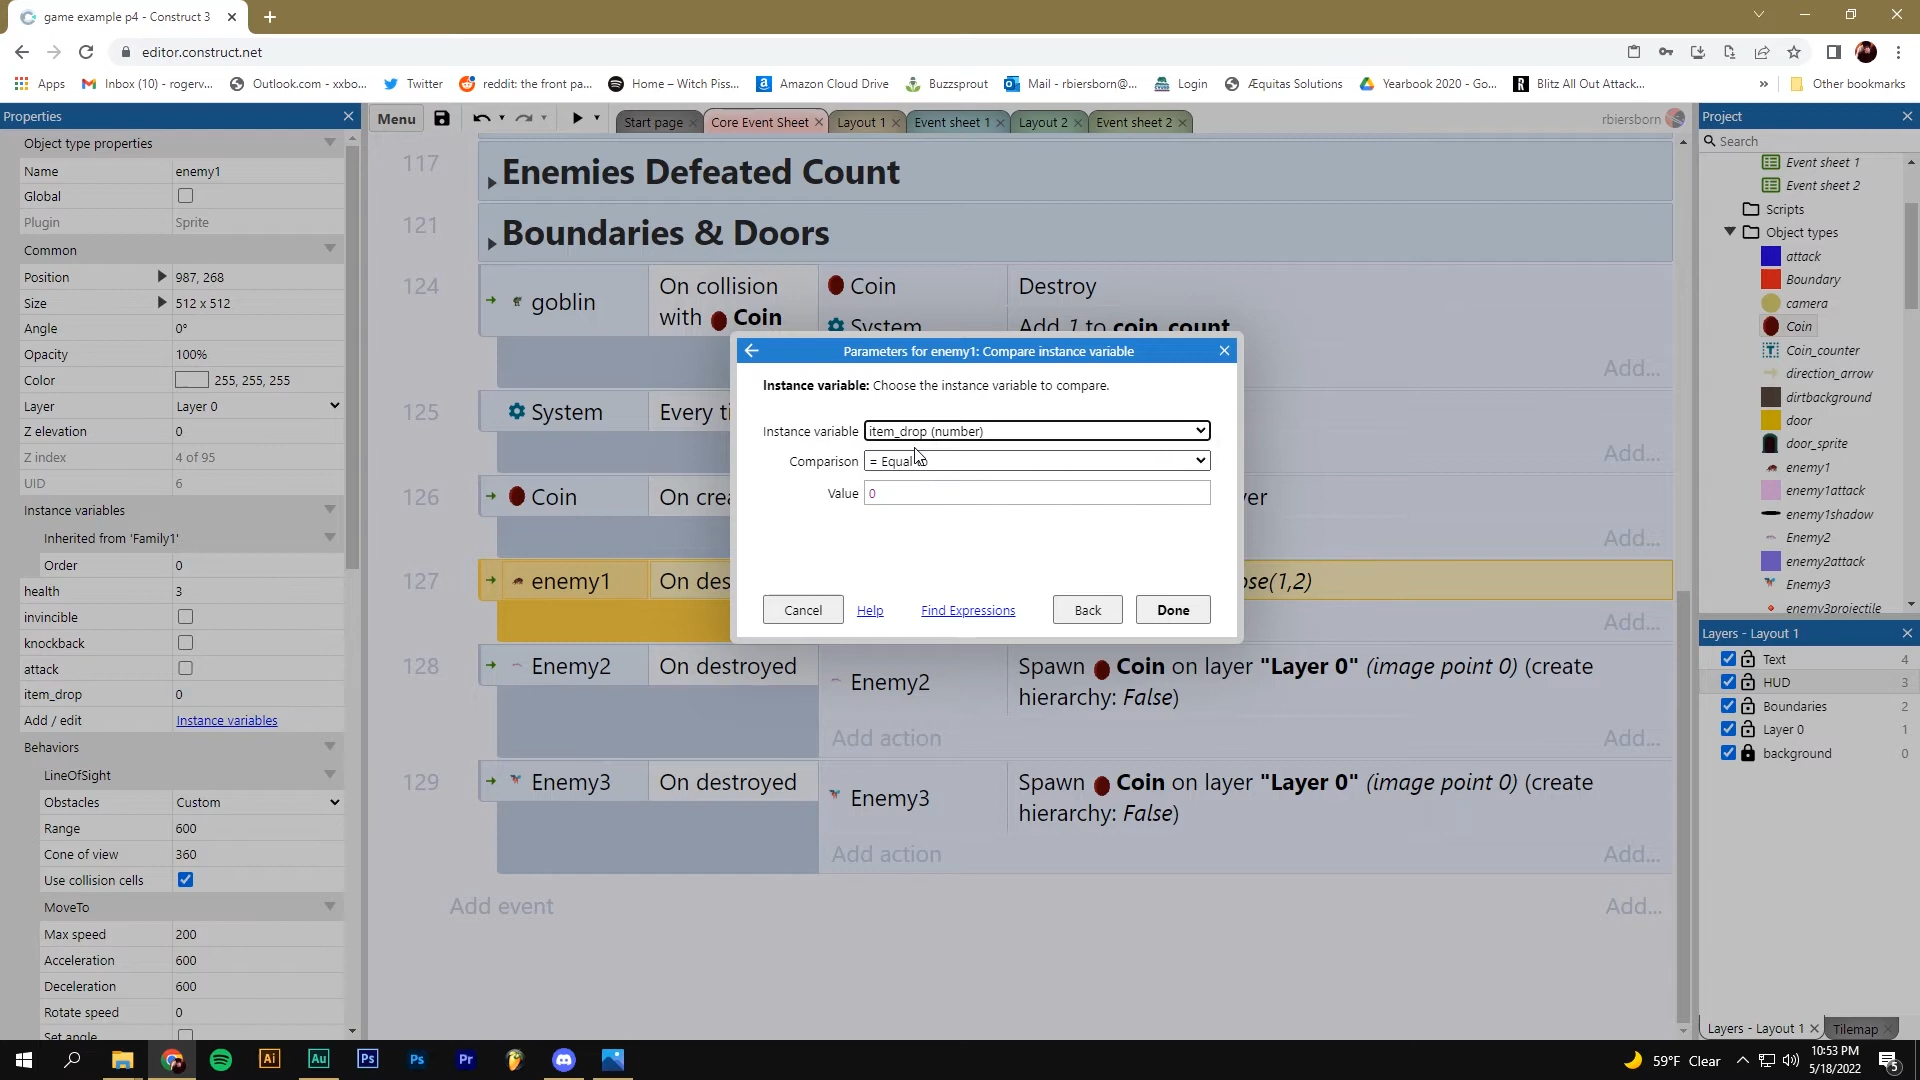 game example p4 - Construct 3
editor.construct.net
Apps
Inbox (10) - rogerv...
Outlook.com - xxbo...
Twitter
reddit: the front pa...
Home – Witch Piss...
Amazon Cloud Drive
Buzzsprout
Mail - rbiersborn@...
Login
Æquitas Solutions
Yearbook 2020 - Go...
Blitz All Out Attack...
»
Other bookmarks
Properties
Menu
Start page
Core Event Sheet
Layout 1
Event sheet 1
Layout 2
Event sheet 2
rbiersborn
Project
Object type properties
Name enemy1
Global
Plugin Sprite
Common
Position 987, 268
Size 512 x 512
Angle 0°
Opacity 100%
Color 255, 255, 255
Layer Layer 0
Z elevation 0
Z index 4 of 95
UID 6
Instance variables
Inherited from 'Family1'
Order 0
health 3
invincible
knockback
attack
item_drop 0
Add / edit Instance variables
Behaviors
LineOfSight
Obstacles Custom
Range 600
Cone of view 360
Use collision cells
MoveTo
Max speed 200
Acceleration 600
Deceleration 600
Rotate speed 0
Set angle
117 Enemies Defeated Count
121 Boundaries & Doors
124 goblin On collision with Coin
Coin Destroy
System Add 1 to coin_count
Add...
125 System Every ti
126 Coin On crea
yer
Add...
127 enemy1 On des
ose(1,2)
Add...
128 Enemy2 On destroyed
Enemy2 Spawn Coin on layer "Layer 0" (image point 0) (create
hierarchy: False)
Add action Add...
129 Enemy3 On destroyed
Enemy3 Spawn Coin on layer "Layer 0" (image point 0) (create
hierarchy: False)
Add action Add...
Add event Add...
Parameters for enemy1: Compare instance variable
Instance variable: Choose the instance variable to compare.
Instance variable item_drop (number)
Comparison = Equal
Value 0
Cancel Help Find Expressions Back Done
Search
Event sheet 1
Event sheet 2
Scripts
Object types
attack
Boundary
camera
Coin
Coin_counter
direction_arrow
dirtbackground
door
door_sprite
enemy1
enemy1attack
enemy1shadow
Enemy2
enemy2attack
Enemy3
enemy3projectile
Layers - Layout 1
Text 4
HUD 3
Boundaries 2
Layer 0 1
background 0
Layers - Layout 1
Tilemap
Ai
Au
Ps
Ps
Pr
59°F Clear
10:53 PM
5/18/2022
5